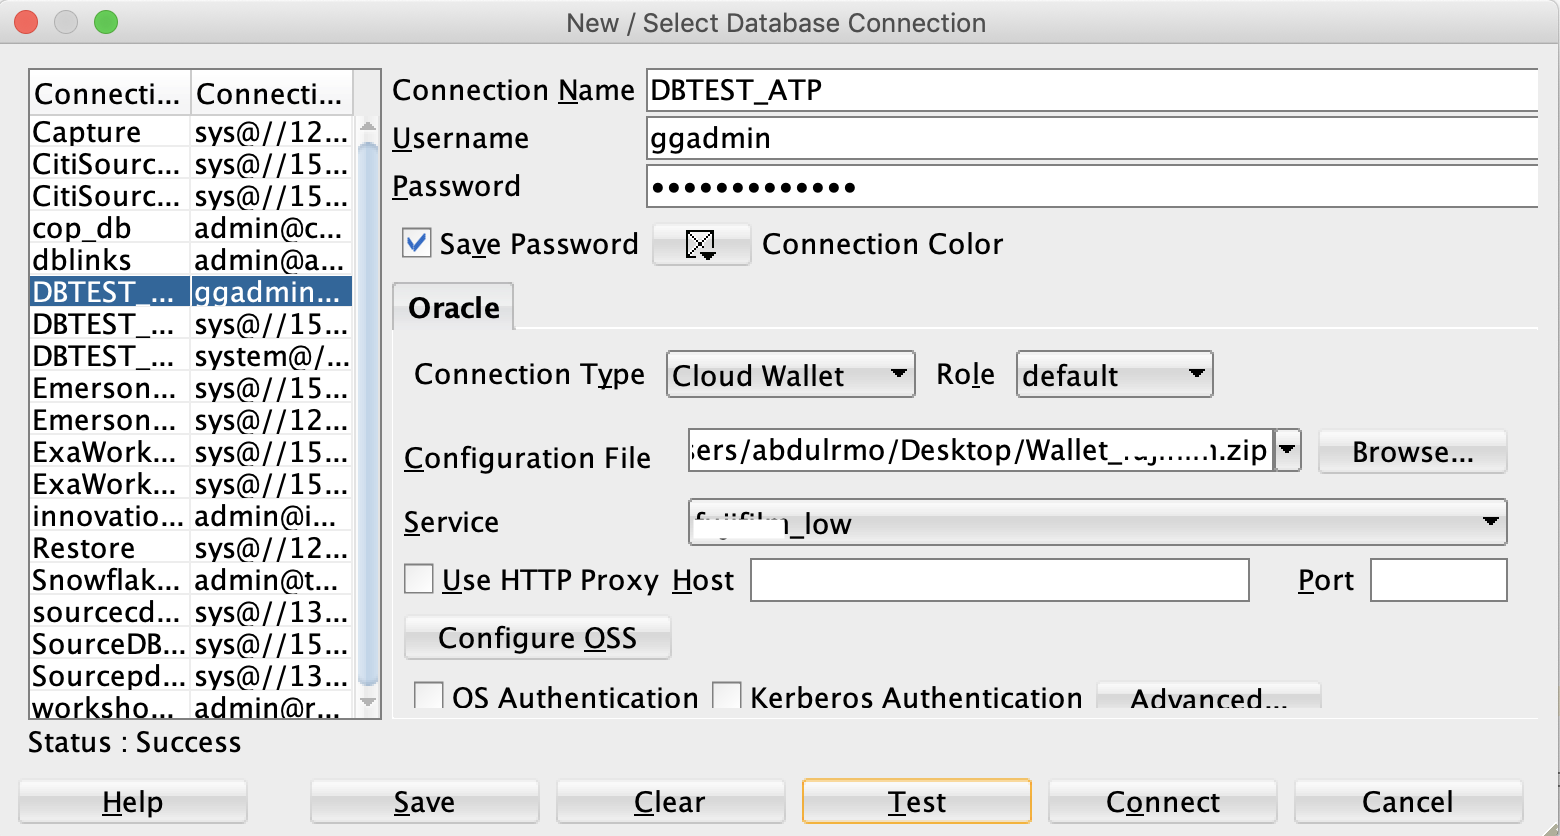 New / Select Database Connection
Connecti... Connecti...
Capture sys@//12...
CitiSourc... sys@//15...
CitiSourc... sys@//15...
cop_db admin@c...
dblinks admin@a...
DBTEST_... ggadmin...
DBTEST_... sys@//15...
DBTEST_... system@/...
Emerson... sys@//15...
Emerson... sys@//12...
ExaWork... sys@//15...
ExaWork... sys@//15...
innovatio... admin@i...
Restore sys@//12...
Snowflak... admin@t...
sourcecd... sys@//13...
SourceDB... sys@//15...
Sourcepd... sys@//13...
worksho... admin@r...
Connection Name DBTEST_ATP
Username ggadmin
Password •••••••••••••
Save Password Connection Color
Oracle
Connection Type Cloud Wallet Role default
Configuration File sers/abdulrmo/Desktop/Wallet_ .zip Browse...
Service _low
Use HTTP Proxy Host Port
Configure OSS
OS Authentication Kerberos Authentication Advanced...
Status : Success
Help Save Clear Test Connect Cancel